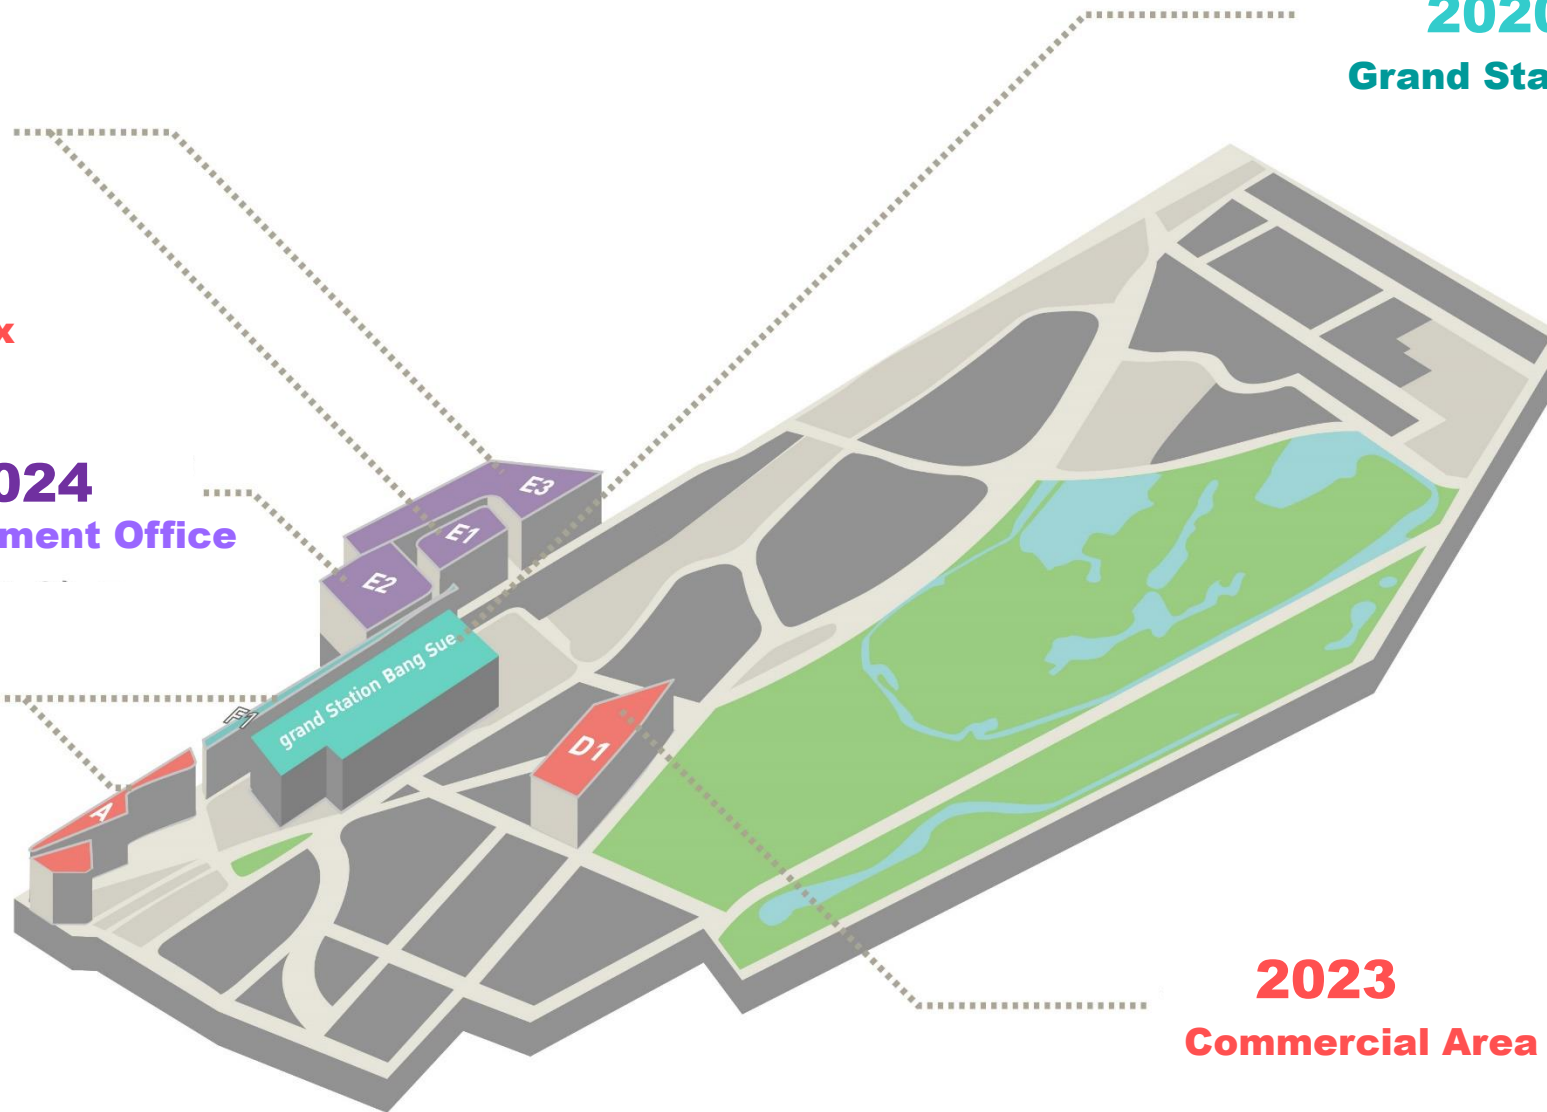 2020
Grand Sta
x
024
ment Office
E3
E1
E2
F1
grand Station Bang Sue
D1
A
2023
Commercial Area